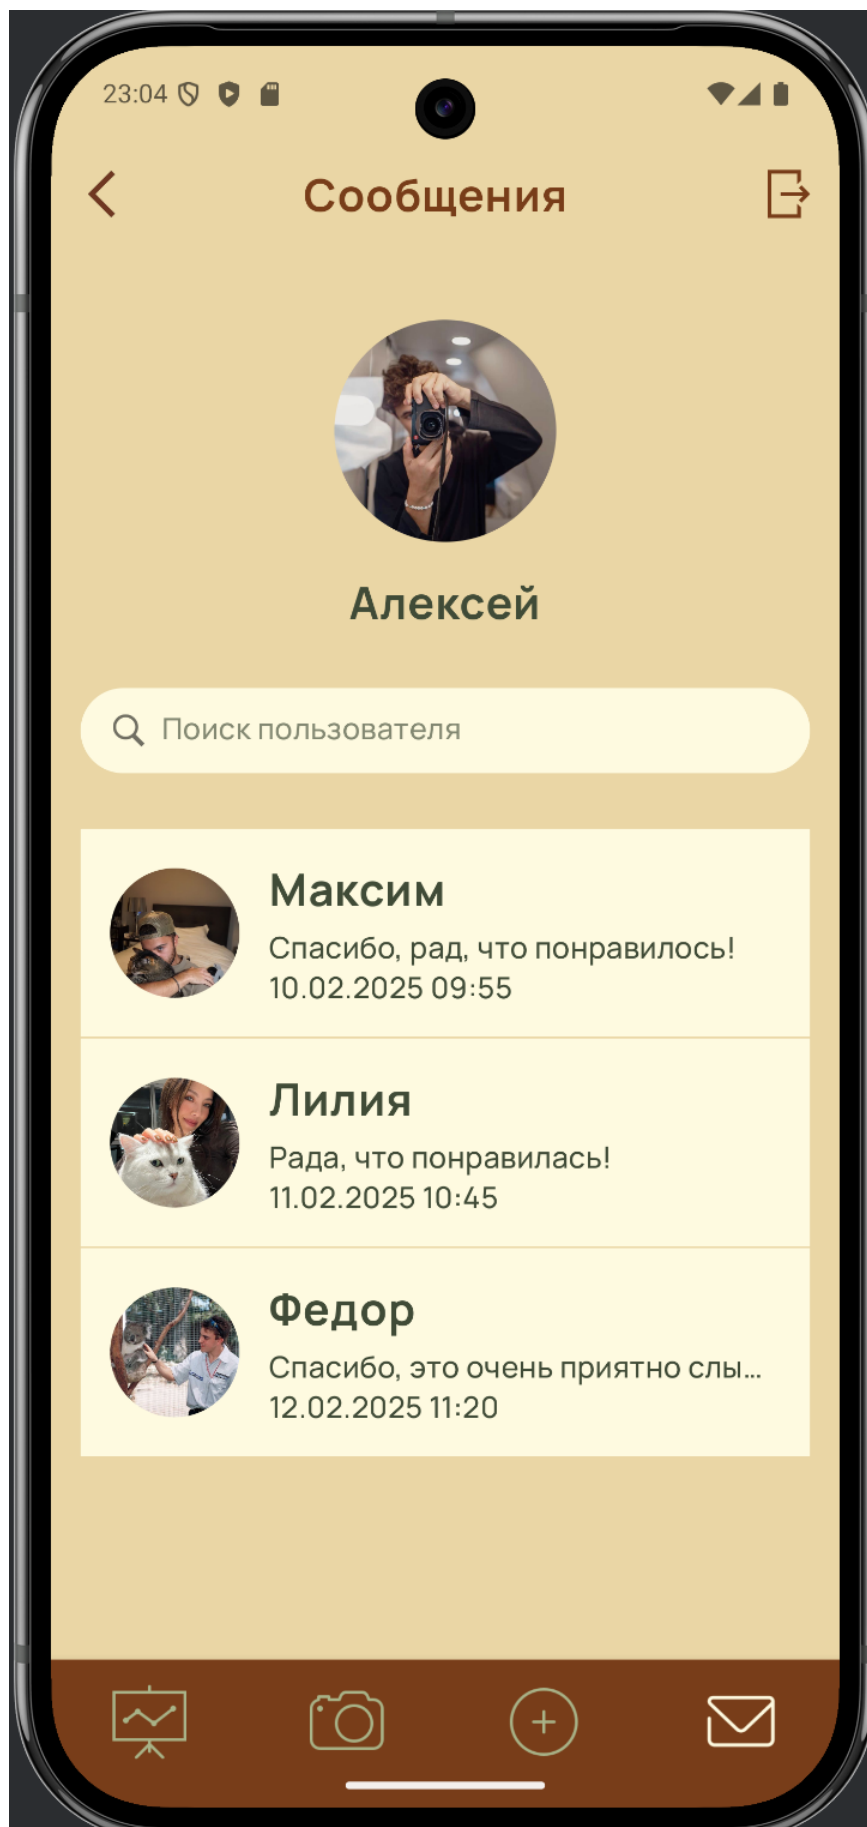 23:04
Сообщения
Алексей
Поиск пользователя
Максим
Спасибо, рад, что понравилось!
10.02.2025 09:55
Лилия
Рада, что понравилась!
11.02.2025 10:45
Федор
Спасибо, это очень приятно слы...
12.02.2025 11:20